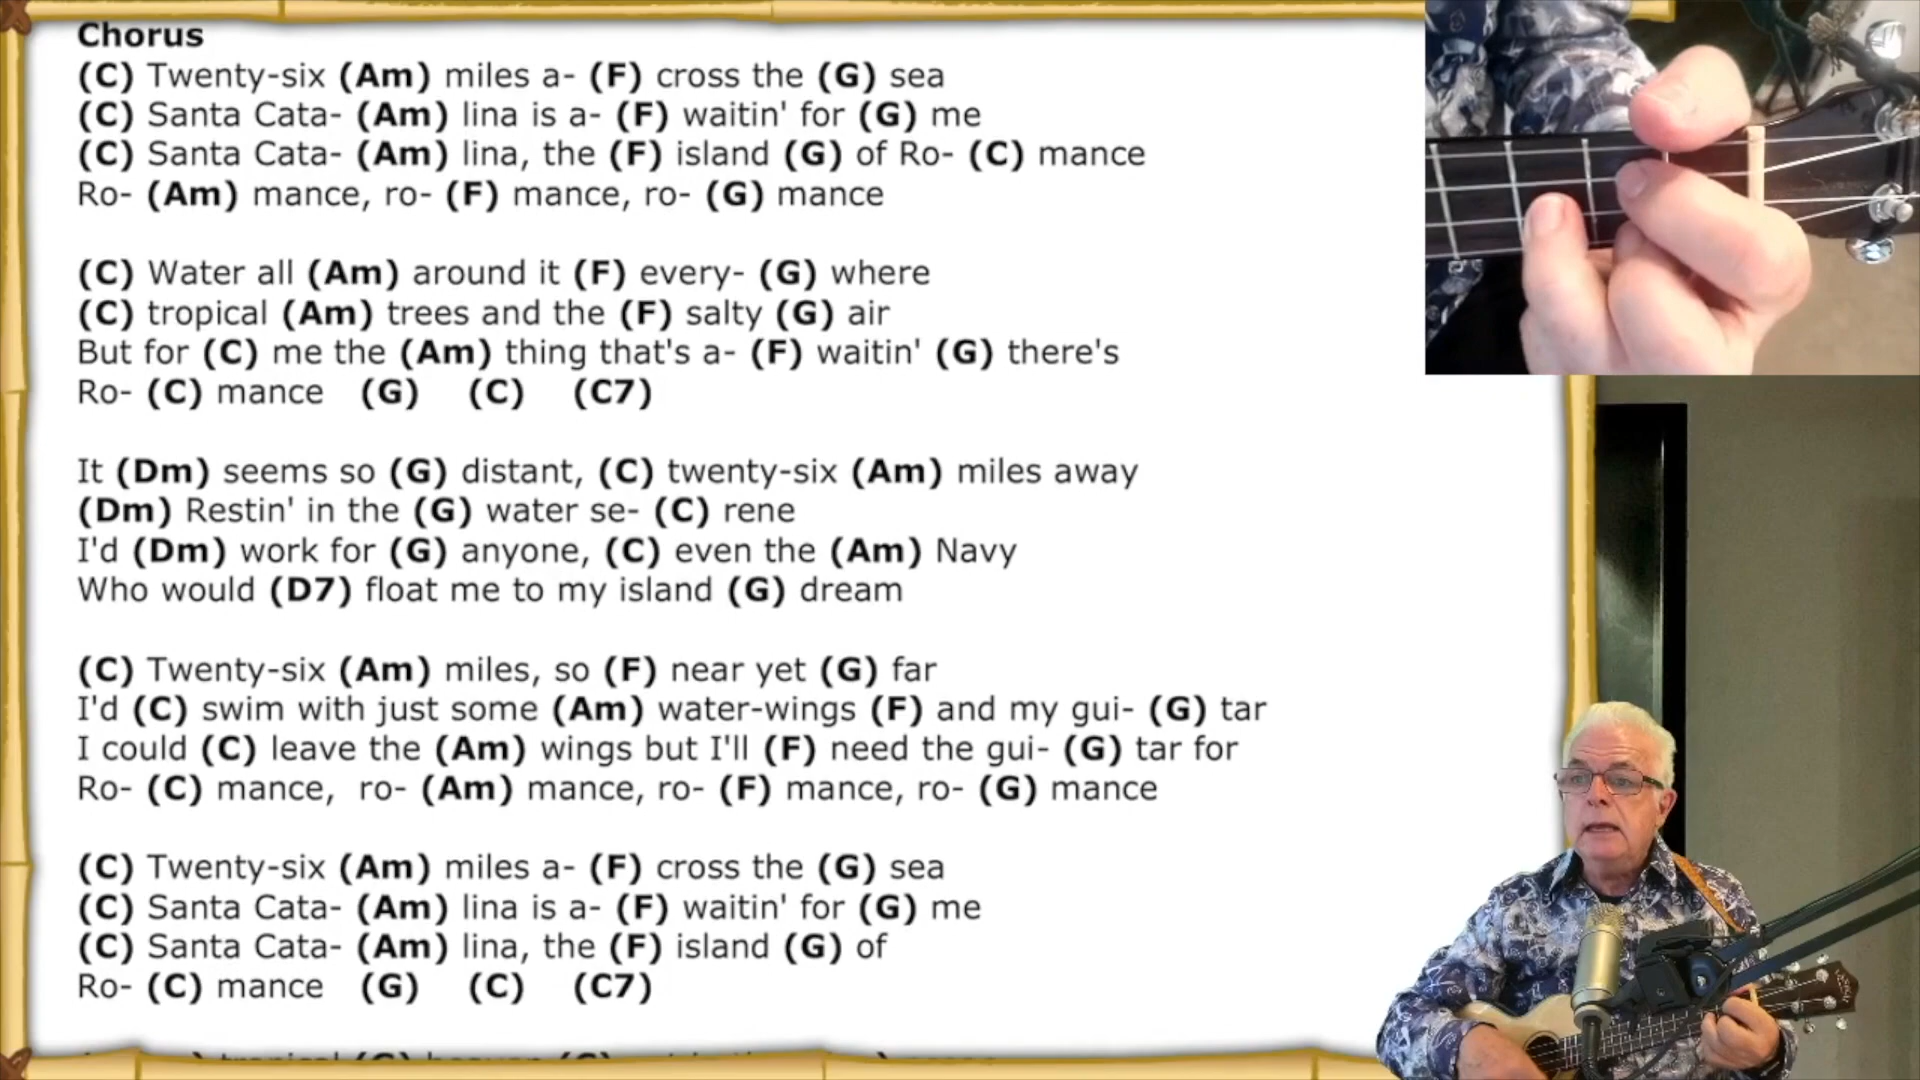 Chorus
(C) Twenty-six (Am) miles a- (F) cross the (G) sea
(C) Santa Cata- (Am) lina is a- (F) waitin' for (G) me
(C) Santa Cata- (Am) lina, the (F) island (G) of Ro- (C) mance
Ro- (Am) mance, ro- (F) mance, ro- (G) mance
(C) Water all (Am) around it (F) every- (G) where
(C) tropical (Am) trees and the (F) salty (G) air
But for (C) me the (Am) thing that's a- (F) waitin' (G) there's
Ro- (C) mance (G) (C) (C7)
It (Dm) seems so (G) distant, (C) twenty-six (Am) miles away
(Dm) Restin' in the (G) water se- (C) rene
I'd (Dm) work for (G) anyone, (C) even the (Am) Navy
Who would (D7) float me to my island (G) dream
(C) Twenty-six (Am) miles, so (F) near yet (G) far
I'd (C) swim with just some (Am) water-wings (F) and my gui- (G) tar
I could (C) leave the (Am) wings but I'll (F) need the gui- (G) tar for
Ro- (C) mance, ro- (Am) mance, ro- (F) mance, ro- (G) mance
(C) Twenty-six (Am) miles a- (F) cross the (G) sea
(C) Santa Cata- (Am) lina is a- (F) waitin' for (G) me
(C) Santa Cata- (Am) lina, the (F) island (G) of
Ro- (C) mance (G) (C) (C7)